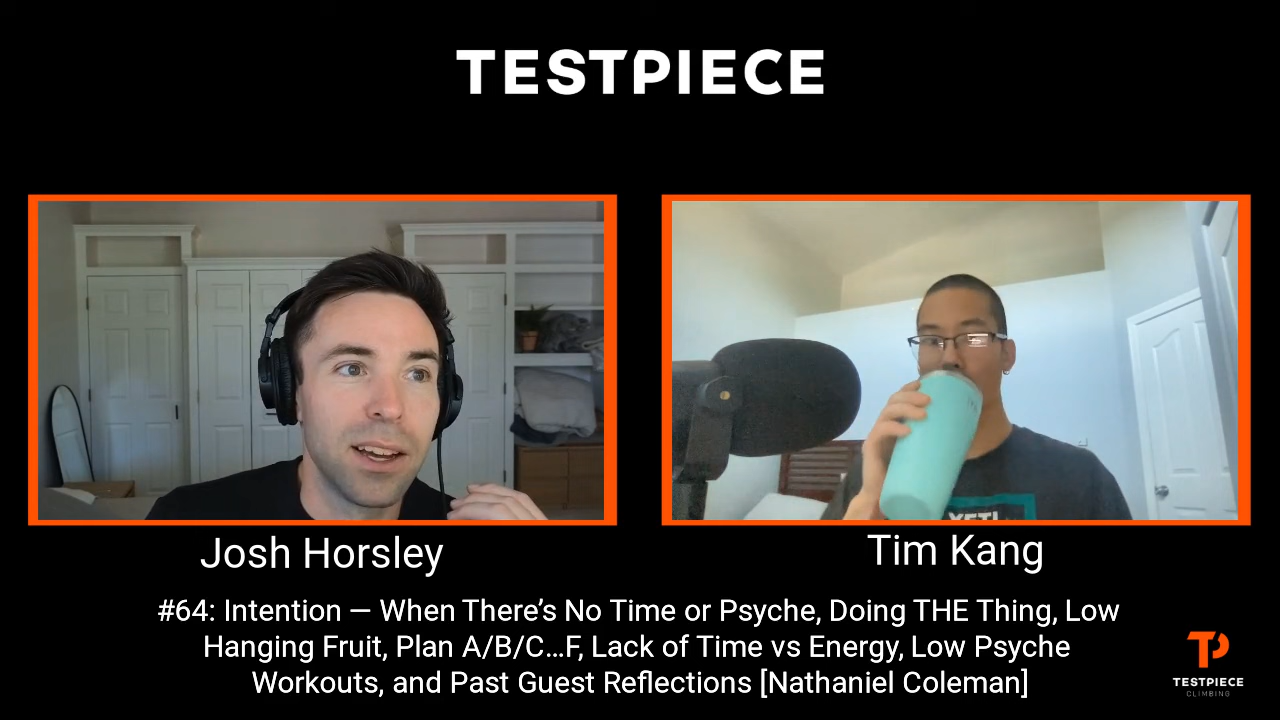 TESTPIECE
YETI
Josh Horsley
Tim Kang
#64: Intention — When There’s No Time or Psyche, Doing THE Thing, Low
Hanging Fruit, Plan A/B/C...F, Lack of Time vs Energy, Low Psyche
Workouts, and Past Guest Reflections [Nathaniel Coleman]
TESTPIECE
CLIMBING